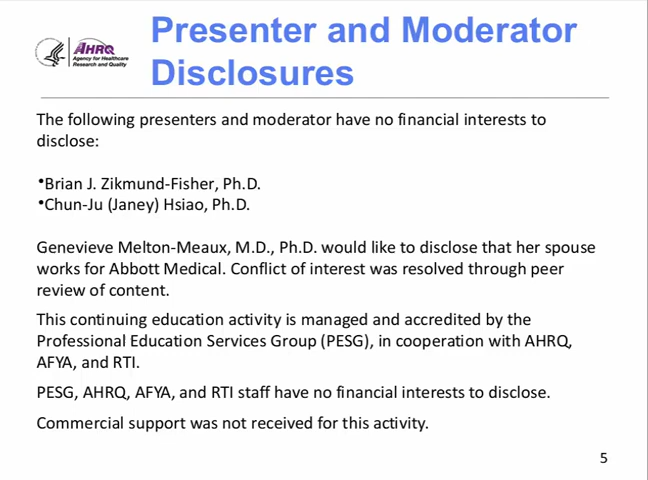 Presenter and Moderator
Disclosures
AHRQ
Agency for Healthcare
Research and Quality
The following presenters and moderator have no financial interests to
disclose:
•Brian J. Zikmund-Fisher, Ph.D.
•Chun-Ju (Janey) Hsiao, Ph.D.
Genevieve Melton-Meaux, M.D., Ph.D. would like to disclose that her spouse
works for Abbott Medical. Conflict of interest was resolved through peer
review of content.
This continuing education activity is managed and accredited by the
Professional Education Services Group (PESG), in cooperation with AHRQ,
AFYA, and RTI.
PESG, AHRQ, AFYA, and RTI staff have no financial interests to disclose.
Commercial support was not received for this activity.
5